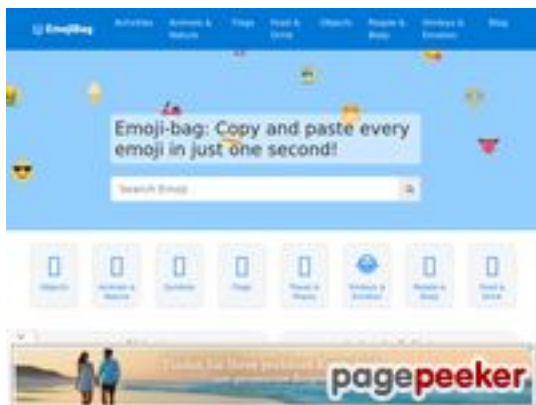 EmojiBag
Activities
Animals &
Nature
Flags
Food &
Drink
Objects
People &
Body
Smileys &
Emotion
Blog
Emoji-bag: Copy and paste every
emoji in just one second!
Search Emoji
Objects
Animals &
Nature
Symbols
Flags
Travel &
Places
Smileys &
Emotion
People &
Body
Food &
Drink
pagepeeker